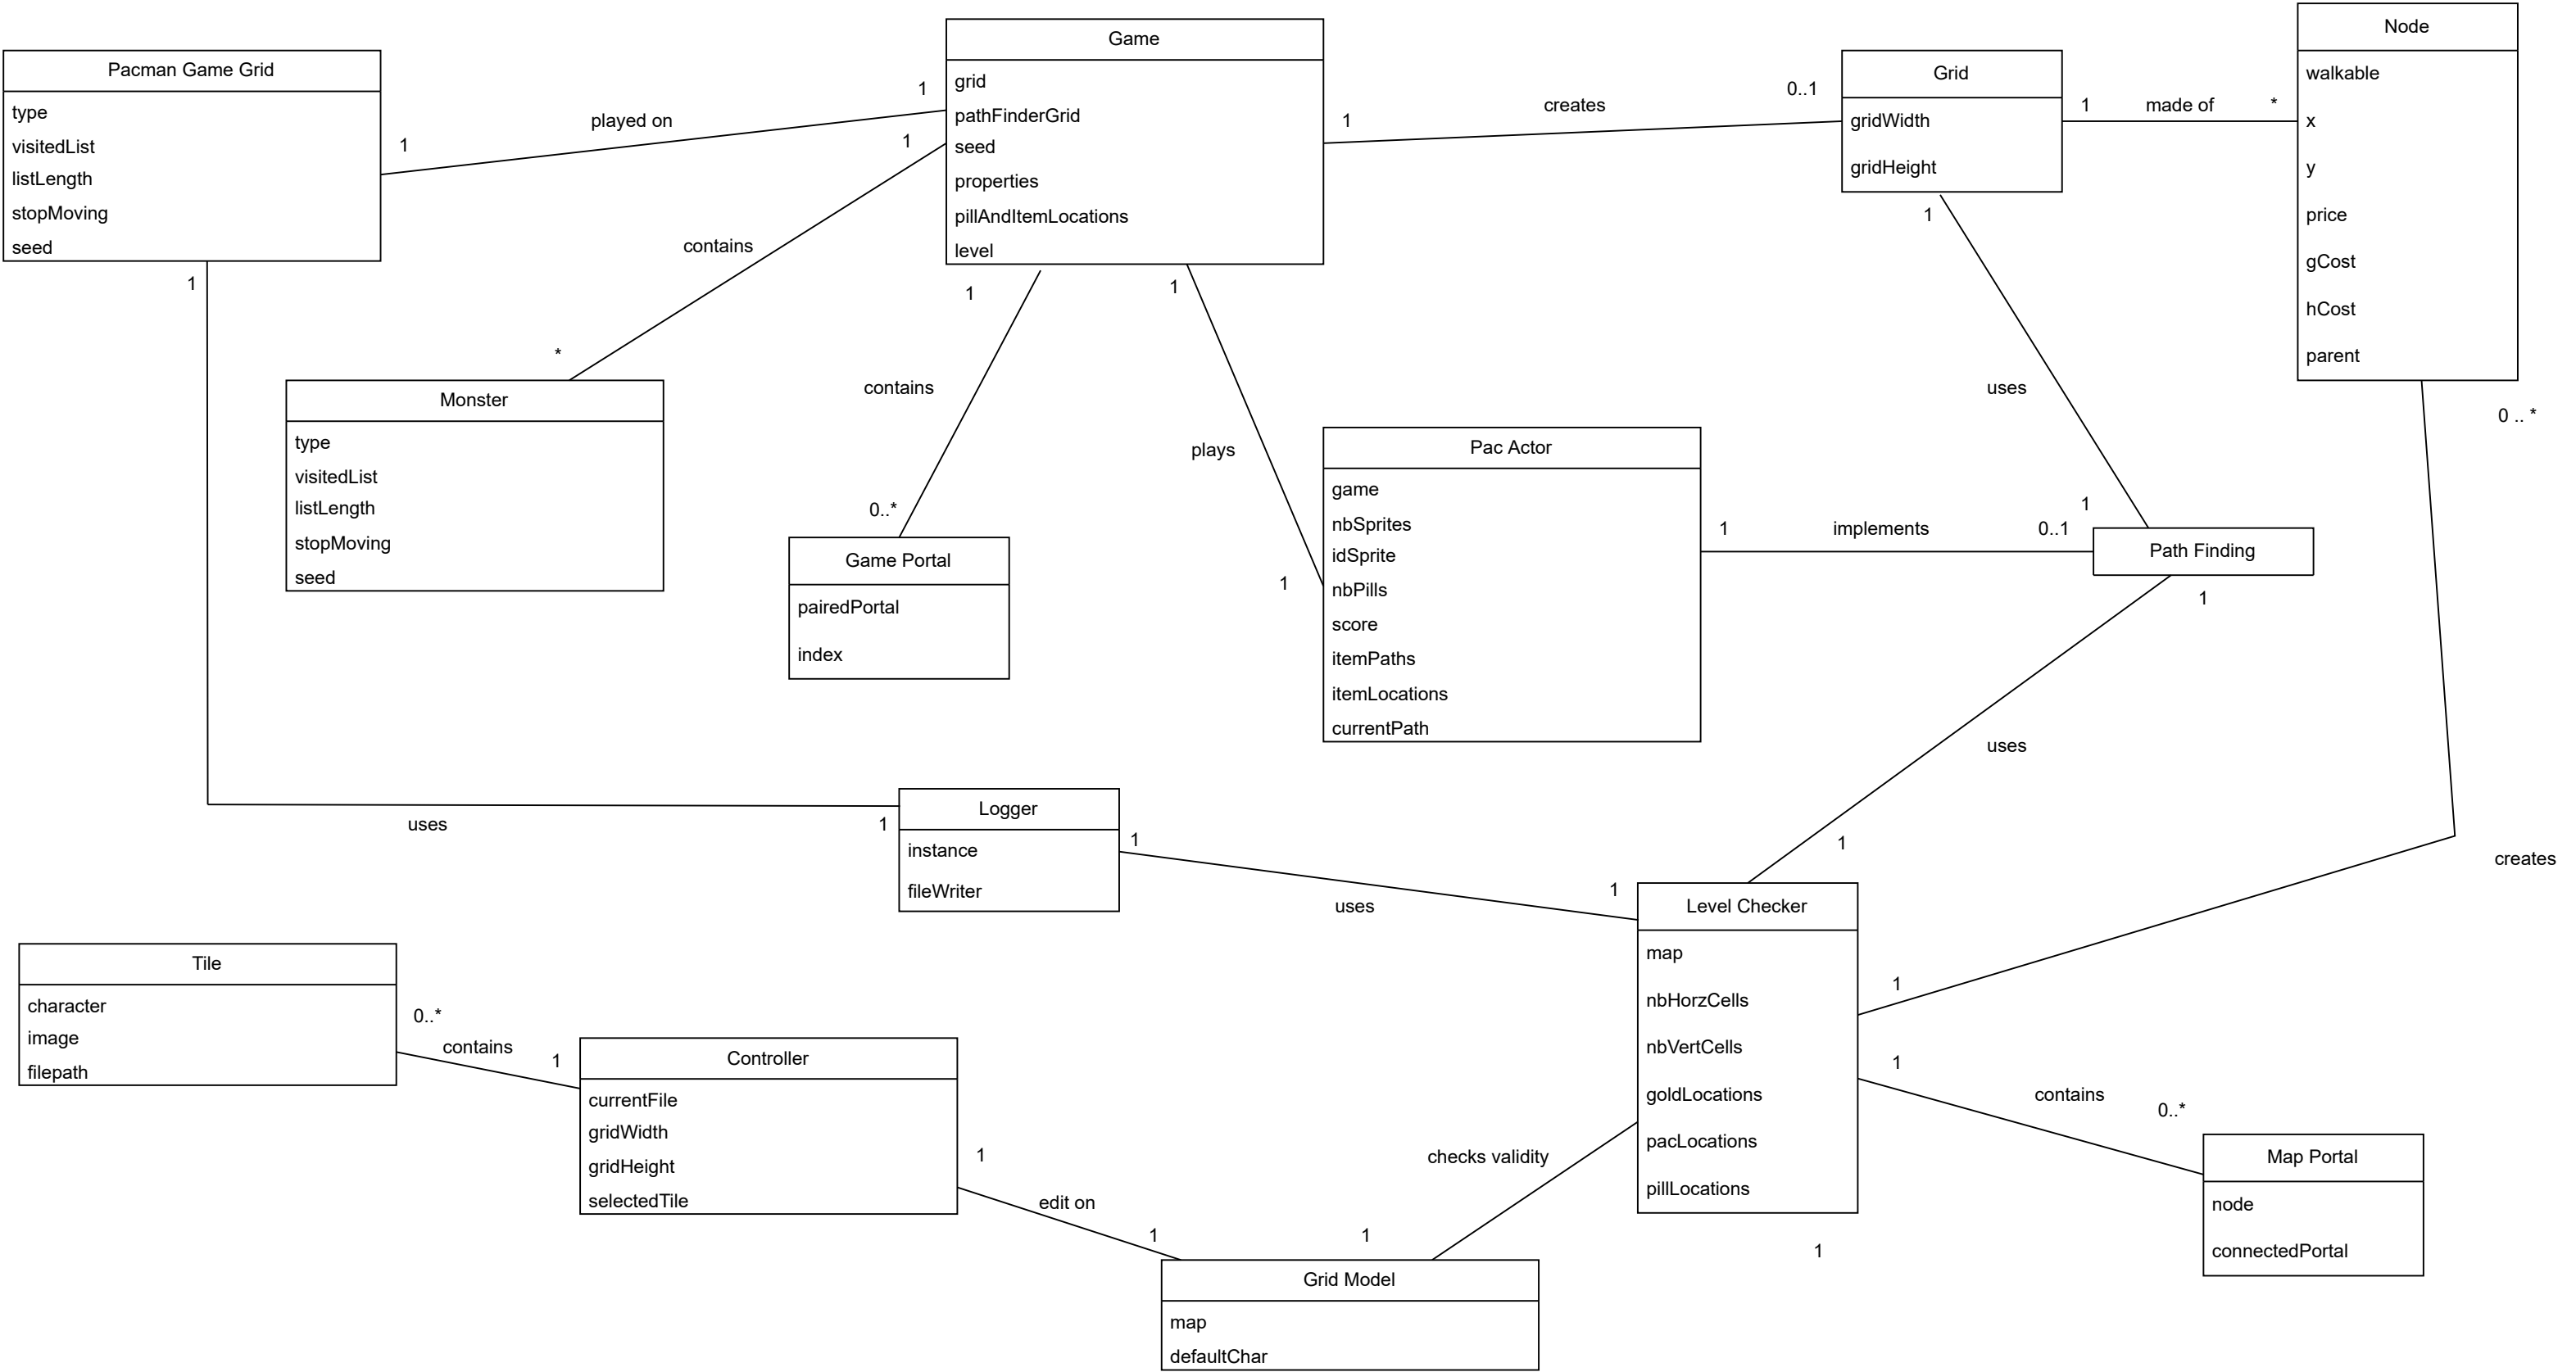 Pacman Game Grid
type
visitedList
listLength
stopMoving
seed
1
played on
1
Game
grid
pathFinderGrid
seed
properties
pillAndItemLocations
level
1
creates
0..1
Grid
gridWidth
gridHeight
1
made of
*
Node
walkable
x
y
price
gCost
hCost
parent
1
contains
*
Monster
type
visitedList
listLength
stopMoving
seed
1
contains
0..*
Game Portal
pairedPortal
index
1
plays
1
Pac Actor
game
nbSprites
idSprite
nbPills
score
itemPaths
itemLocations
currentPath
1
implements
0..1
1
uses
1
Path Finding
1
uses
1
0 .. *
creates
1
1
uses
1
Logger
instance
fileWriter
1
uses
1
Level Checker
map
nbHorzCells
nbVertCells
goldLocations
pacLocations
pillLocations
1
contains
0..*
Map Portal
node
connectedPortal
Tile
character
image
filepath
0..*
contains
1
Controller
currentFile
gridWidth
gridHeight
selectedTile
1
edit on
1
checks validity
1
1
Grid Model
map
defaultChar